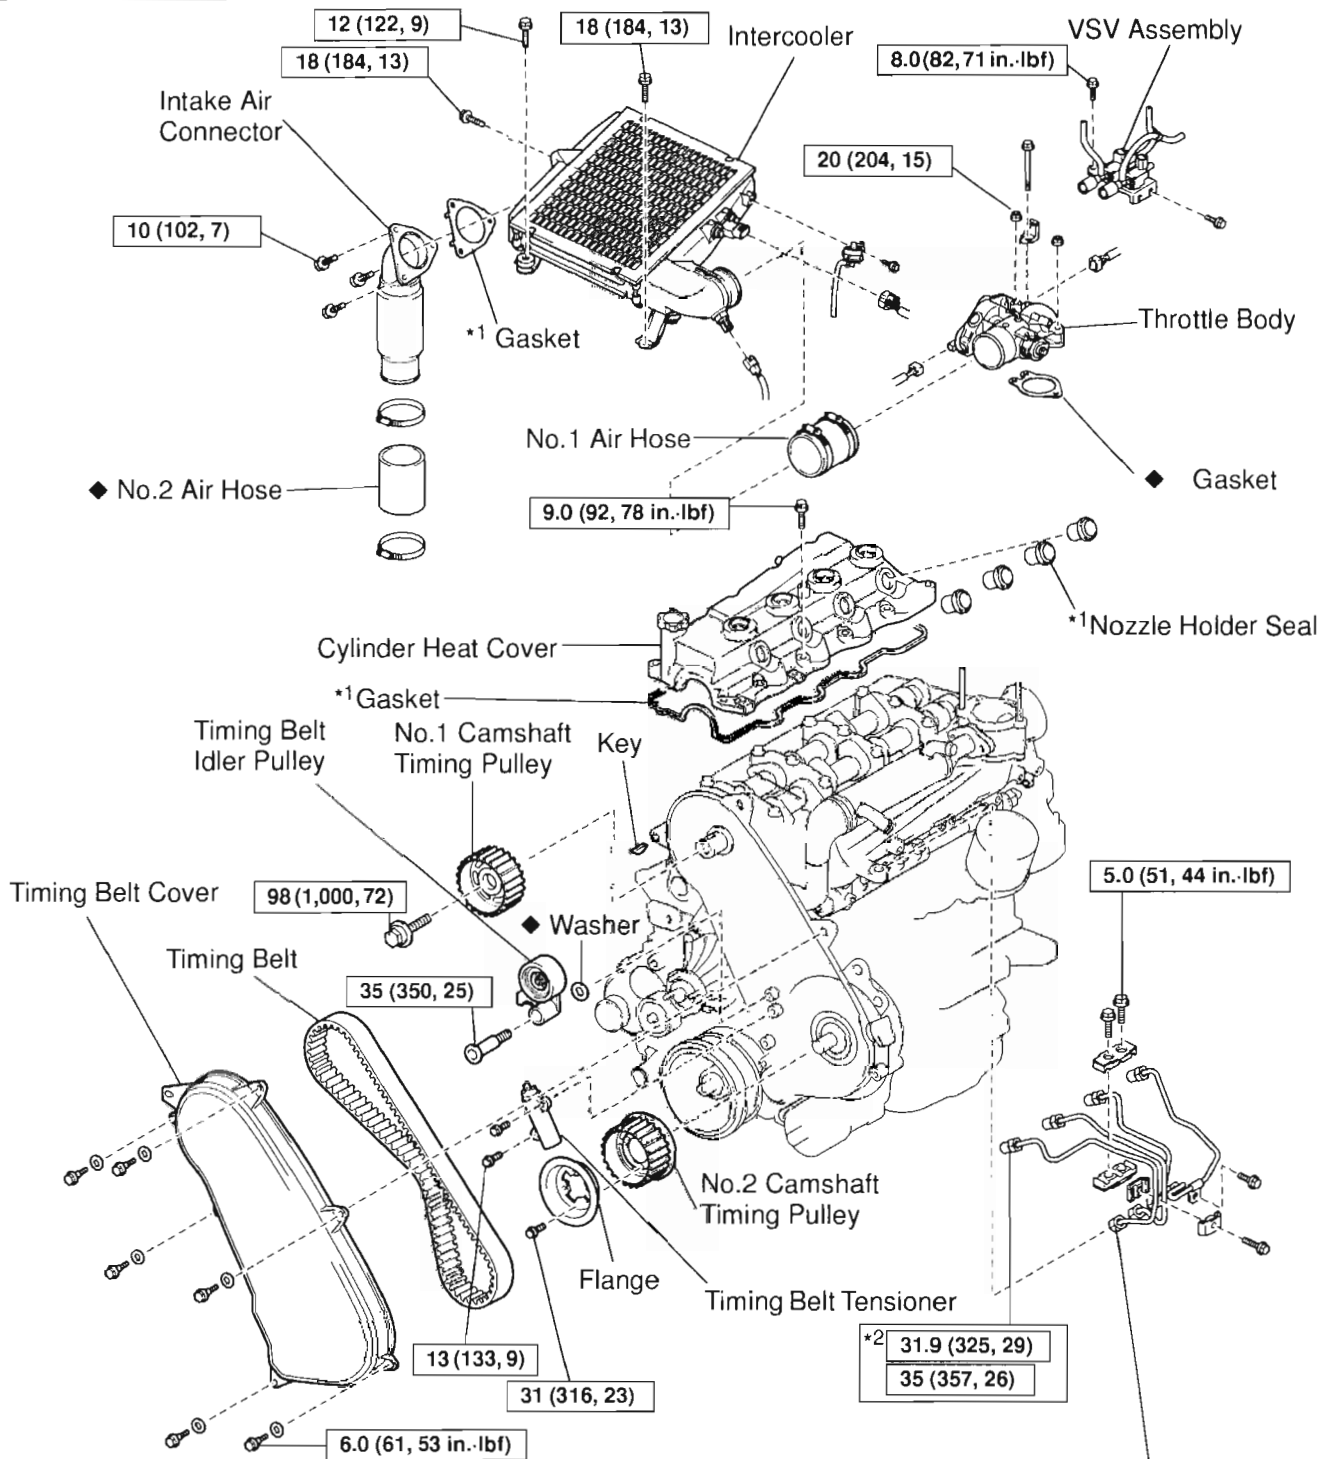 12 (122, 9)
18 (184, 13)
18 (184, 13)
Intercooler
VSV Assembly
8.0 (82, 71 in.·lbf)
Intake Air
Connector
20 (204, 15)
10 (102, 7)
*1 Gasket
Throttle Body
No.1 Air Hose
◆ No.2 Air Hose
◆ Gasket
9.0 (92, 78 in.·lbf)
*1 Nozzle Holder Seal
Cylinder Heat Cover
*1 Gasket
Timing Belt
Idler Pulley
No.1 Camshaft
Timing Pulley
Key
5.0 (51, 44 in.·lbf)
Timing Belt Cover
98 (1,000, 72)
◆ Washer
Timing Belt
35 (350, 25)
No.2 Camshaft
Timing Pulley
Flange
Timing Belt Tensioner
*2 31.9 (325, 29)
35 (357, 26)
13 (133, 9)
31 (316, 23)
6.0 (61, 53 in.·lbf)